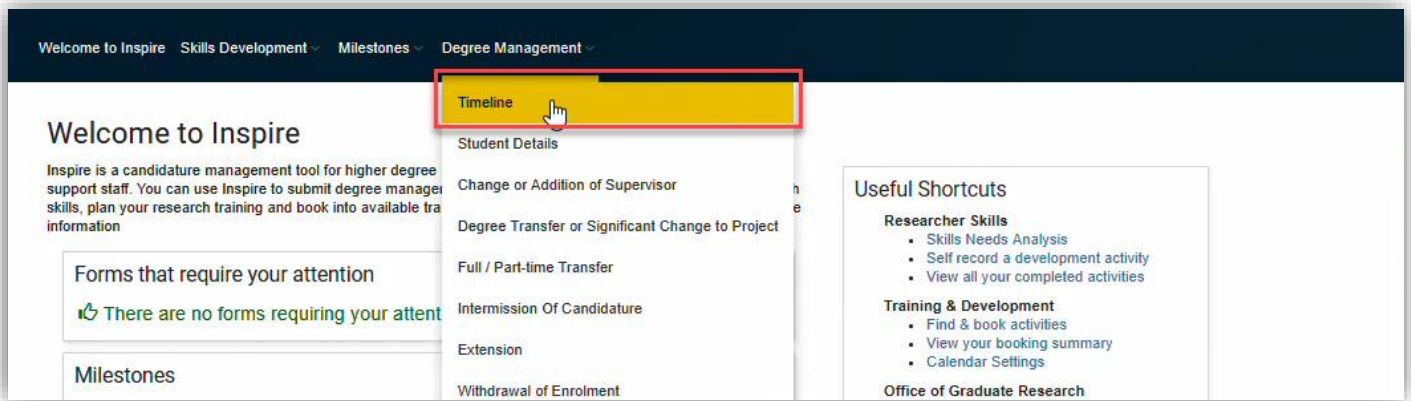 Welcome to Inspire Skills Development Milestones Degree Management
Timeline
Student Details
Change or Addition of Supervisor
Degree Transfer or Significant Change to Project
Full / Part-time Transfer
Intermission Of Candidature
Extension
Withdrawal of Enrolment
Welcome to Inspire
Inspire is a candidature management tool for higher degree
support staff. You can use Inspire to submit degree manage
skills, plan your research training and book into available tra
information
Forms that require your attention
There are no forms requiring your attent
Milestones
Useful Shortcuts
Researcher Skills
• Skills Needs Analysis
• Self record a development activity
• View all your completed activities
Training & Development
• Find & book activities
• View your booking summary
• Calendar Settings
Office of Graduate Research